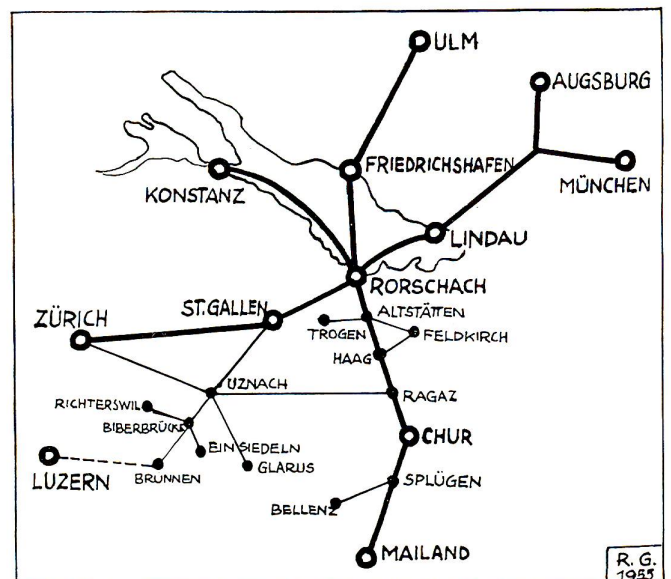 ULM
AUGSBURG
FRIEDRICHSHAFEN
MÜNCHEN
KONSTANZ
LINDAU
RORSCHACH
ST.GALLEN
ALTSTÄTTEN
ZÜRICH
TROGEN
FELDKIRCH
HAAG
UZNACH
RAGAZ
RICHTERSWIL
BIBERBRÜCKE
CHUR
EINSIEDELN
GLARUS
LUZERN
BRUNNEN
SPLÜGEN
BELLENZ
MAILAND
R. G.
1955